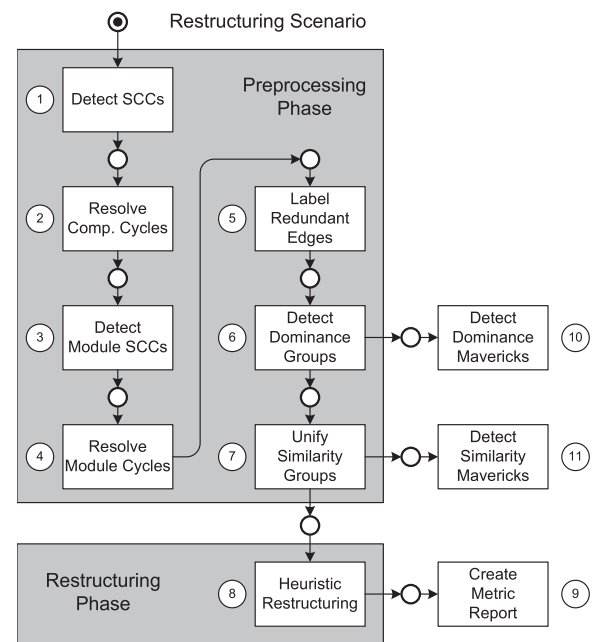 Restructuring Scenario
Preprocessing
Phase
1
Detect SCCs
2
Resolve
Comp. Cycles
3
Detect
Module SCCs
4
Resolve
Module Cycles
5
Label
Redundant
Edges
6
Detect
Dominance
Groups
Detect
Dominance
Mavericks
10
7
Unify
Similarity
Groups
Detect
Similarity
Mavericks
11
Restructuring
Phase
8
Heuristic
Restructuring
Create
Metric
Report
9